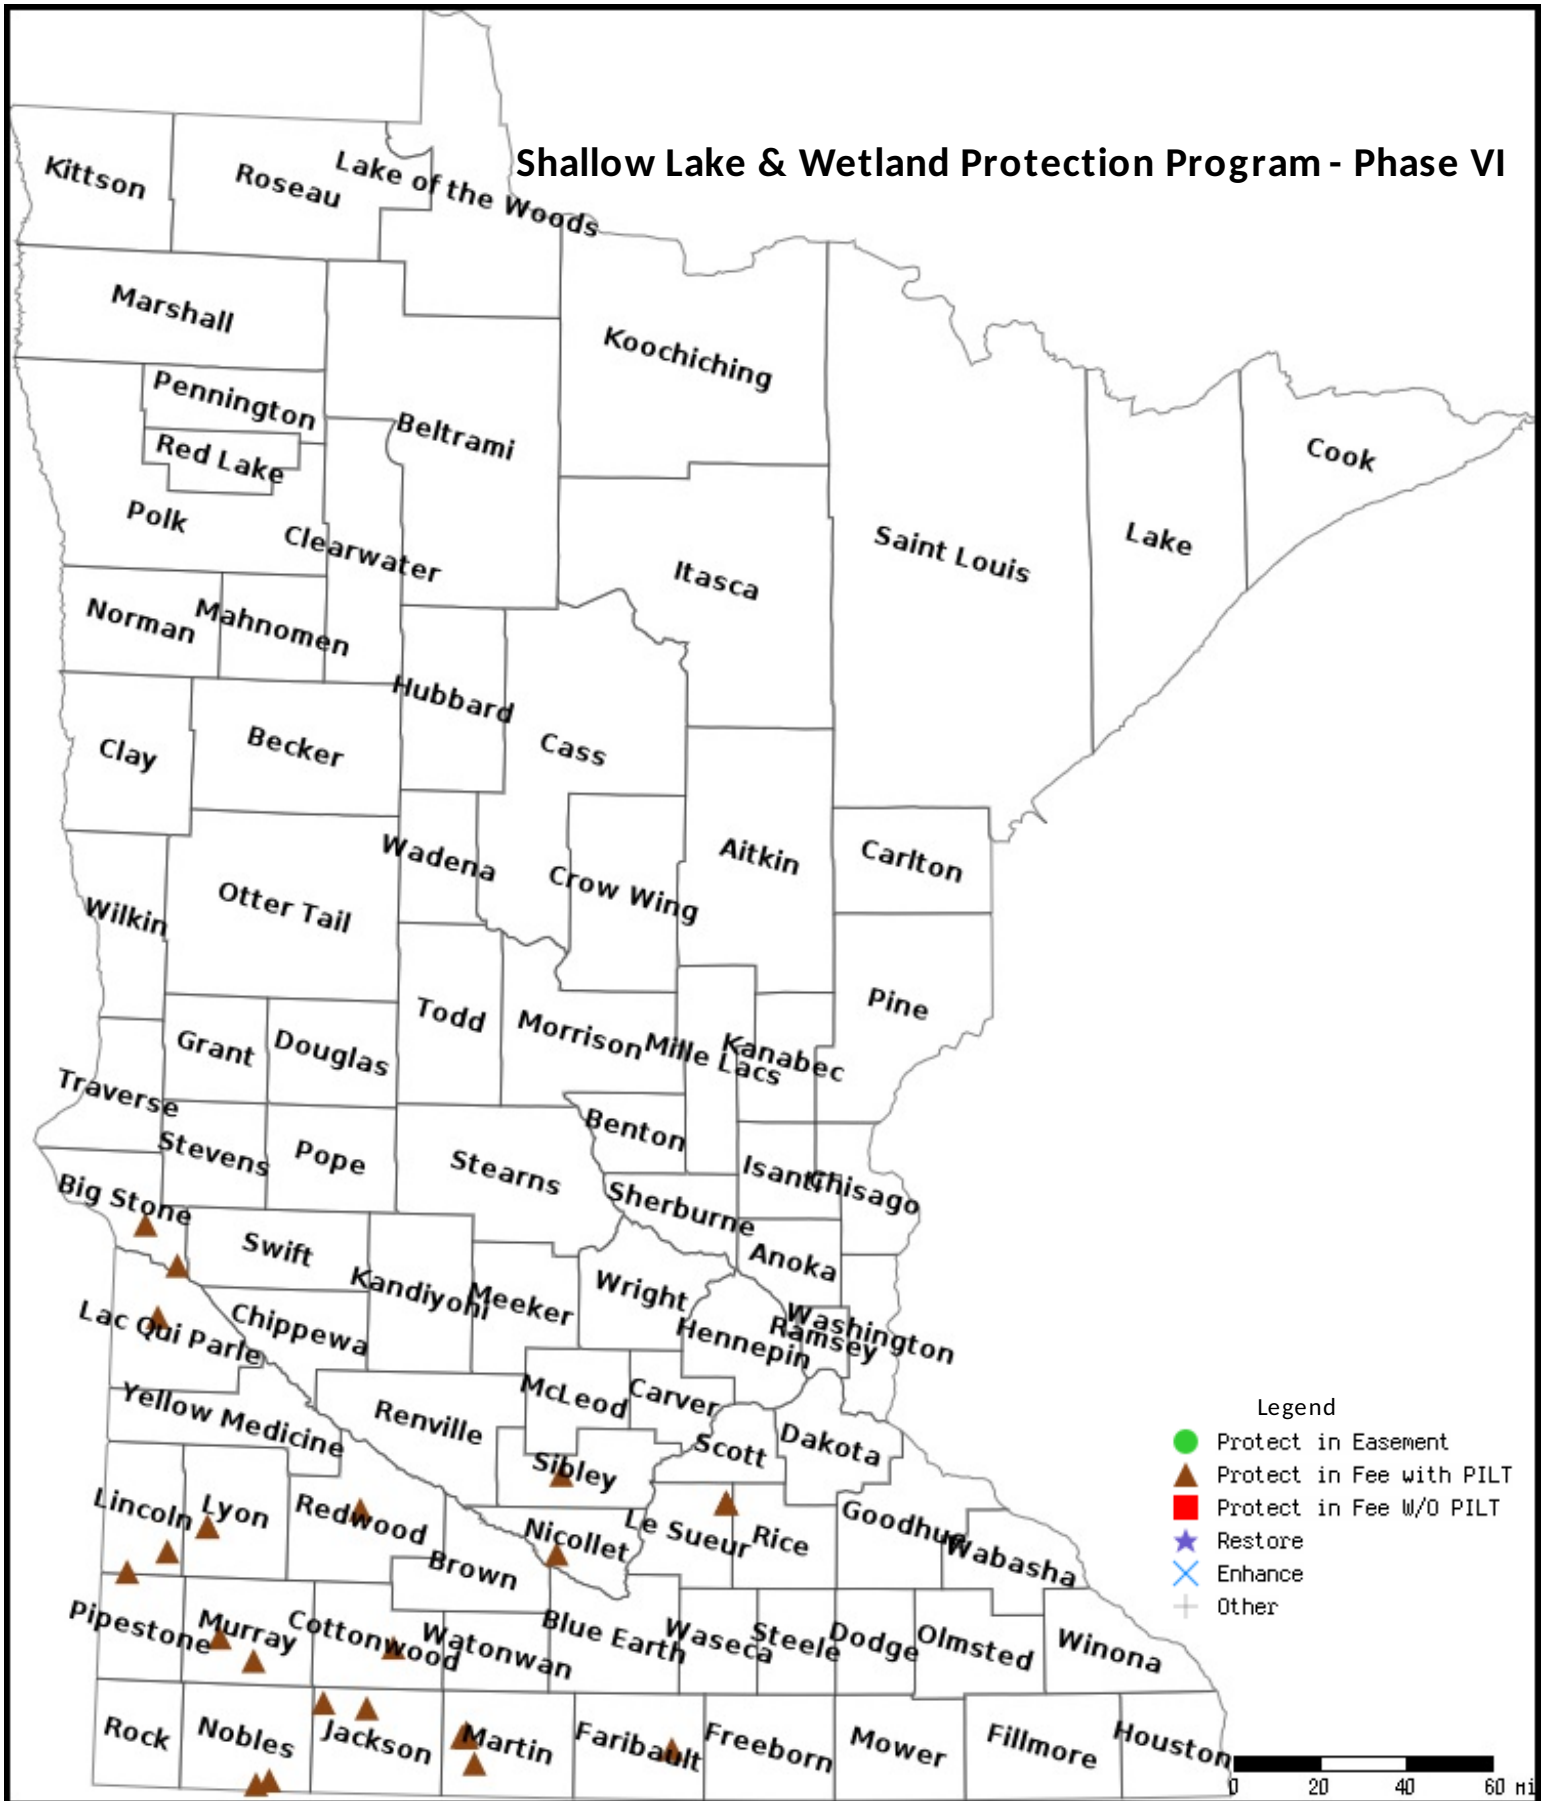 Shallow Lake & Wetland Protection Program - Phase VI
Kittson
Roseau
Lake of the Woods
Marshall
Koochiching
Pennington
Beltrami
Red Lake
Cook
Polk
Clearwater
Saint Louis
Lake
Itasca
Norman
Mahnomen
Hubbard
Clay
Becker
Cass
Wadena
Aitkin
Carlton
Otter Tail
Crow Wing
Wilkin
Todd
Morrison
Mille Lacs
Kanabec
Pine
Grant
Douglas
Traverse
Stevens
Pope
Stearns
Benton
Isanti
Chisago
Big Stone
Sherburne
Swift
Anoka
Kandiyohi
Meeker
Wright
Lac Qui Parle
Chippewa
Hennepin
Ramsey
Washington
Yellow Medicine
Renville
McLeod
Carver
Scott
Dakota
Sibley
Lincoln
Lyon
Redwood
Nicollet
Le Sueur
Rice
Goodhue
Wabasha
Brown
Pipestone
Murray
Cottonwood
Watonwan
Blue Earth
Waseca
Steele
Dodge
Olmsted
Winona
Rock
Nobles
Jackson
Martin
Faribault
Freeborn
Mower
Fillmore
Houston
Legend
Protect in Easement
Protect in Fee with PILT
Protect in Fee W/O PILT
Restore
Enhance
Other
0 20 40 60 mi